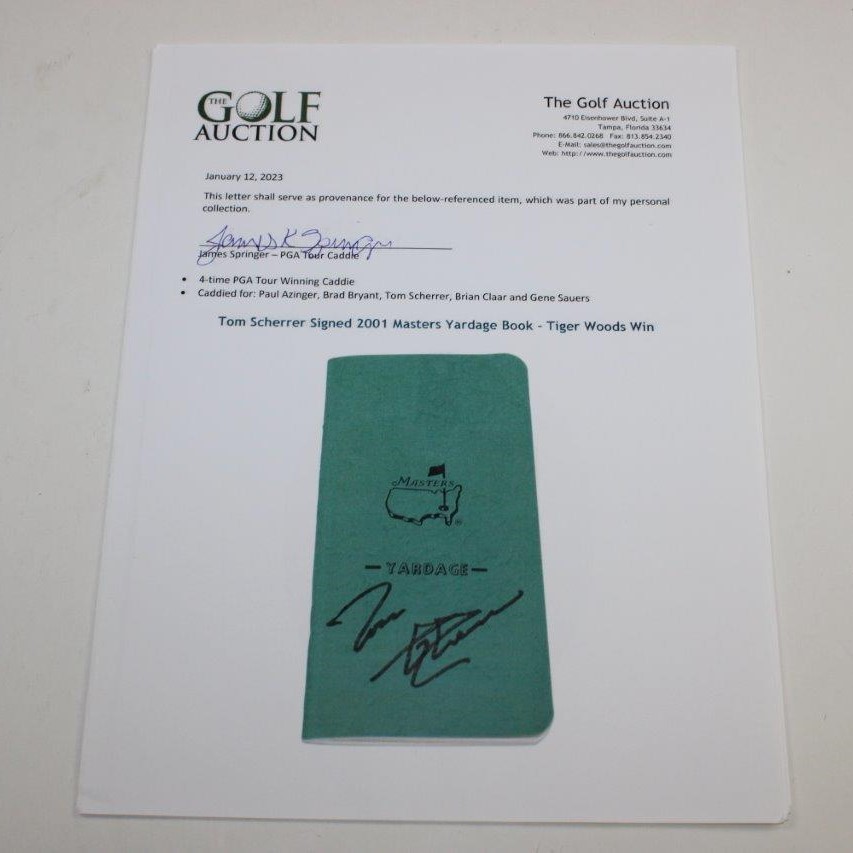 THE
GOLF
AUCTION
The Golf Auction
4710 Eisenhower Blvd, Suite A-1
Tampa, Florida 33634
Phone: 866.842.0268 Fax: 813.854.2340
E-Mail: sales@thegolfauction.com
Web: http://www.thegolfauction.com
January 12, 2023
This letter shall serve as provenance for the below-referenced item, which was part of my personal
collection.
James K Springer
James Springer – PGA Tour Caddie
• 4-time PGA Tour Winning Caddie
• Caddied for: Paul Azinger, Brad Bryant, Tom Scherrer, Brian Claar and Gene Sauers
Tom Scherrer Signed 2001 Masters Yardage Book - Tiger Woods Win
MASTERS
®
— YARDAGE —
Tom Scherrer